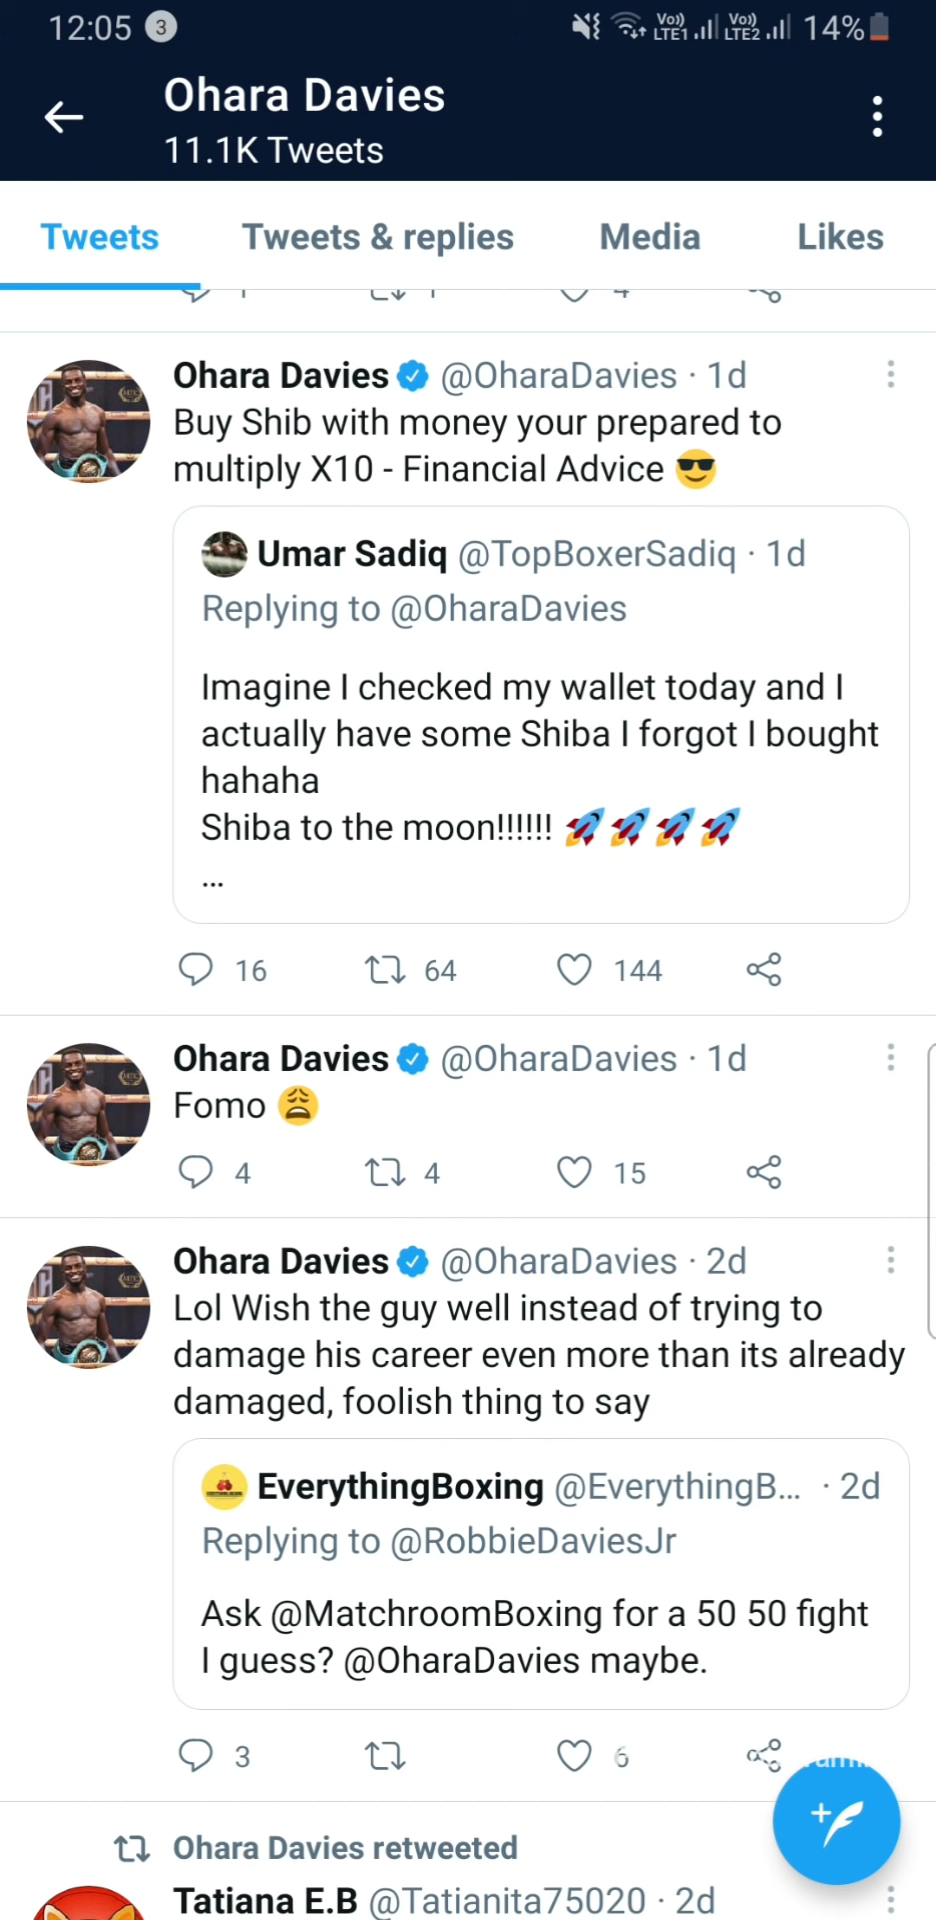 12:05 3 Vo)) LTE1 Vo)) LTE2 14%
Ohara Davies
11.1K Tweets
Tweets Tweets & replies Media Likes
Ohara Davies @OharaDavies · 1d
Buy Shib with money your prepared to
multiply X10 - Financial Advice 😎
Umar Sadiq @TopBoxerSadiq · 1d
Replying to @OharaDavies
Imagine I checked my wallet today and I
actually have some Shiba I forgot I bought
hahaha
Shiba to the moon!!!!!! 🚀🚀🚀🚀
...
16 64 144
Ohara Davies @OharaDavies · 1d
Fomo 😩
4 4 15
Ohara Davies @OharaDavies · 2d
Lol Wish the guy well instead of trying to
damage his career even more than its already
damaged, foolish thing to say
EverythingBoxing @EverythingB... · 2d
Replying to @RobbieDaviesJr
Ask @MatchroomBoxing for a 50 50 fight
I guess? @OharaDavies maybe.
3 6
Ohara Davies retweeted
Tatiana E.B @Tatianita75020 · 2d